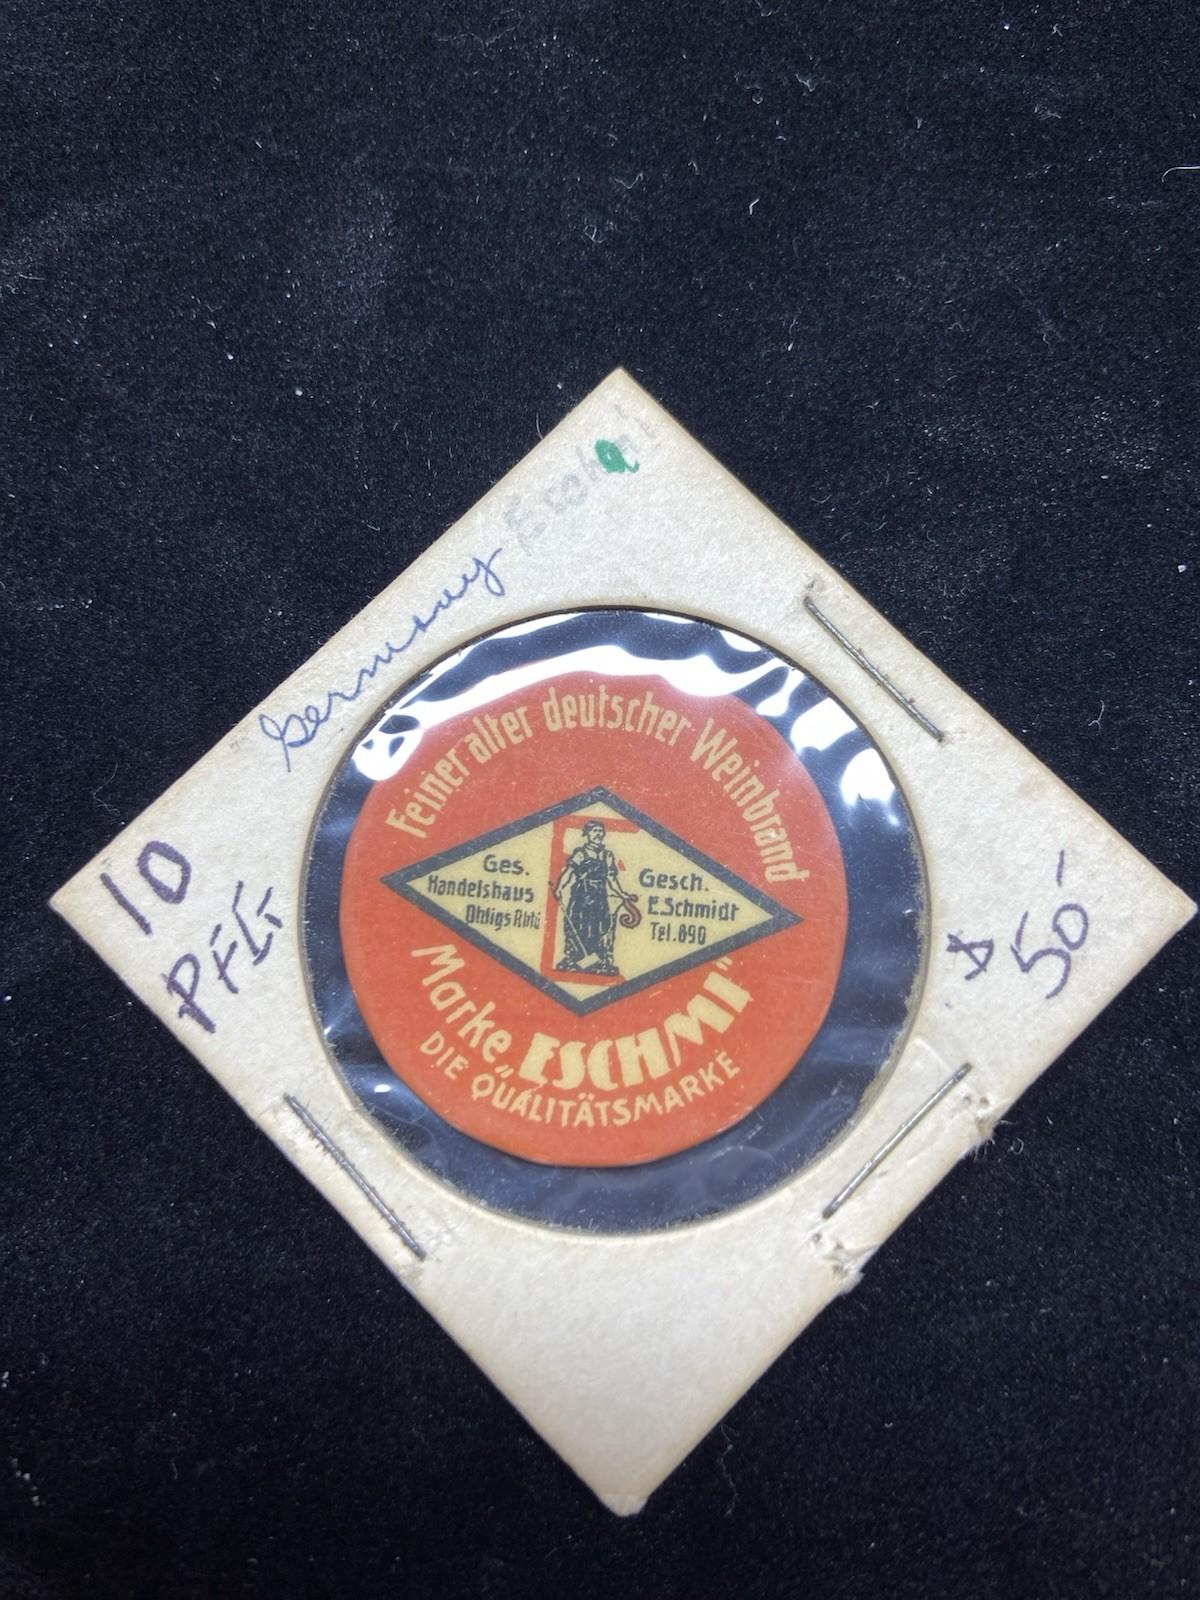 Germany Eschmi
10
PFG
$ 50-
Feiner alter deutscher Weinbrand
Ges. Gesch.
Handelshaus E.Schmidt
Ohligs Tel.890
Marke „ESCHMI"
DIE QUALITÄTSMARKE